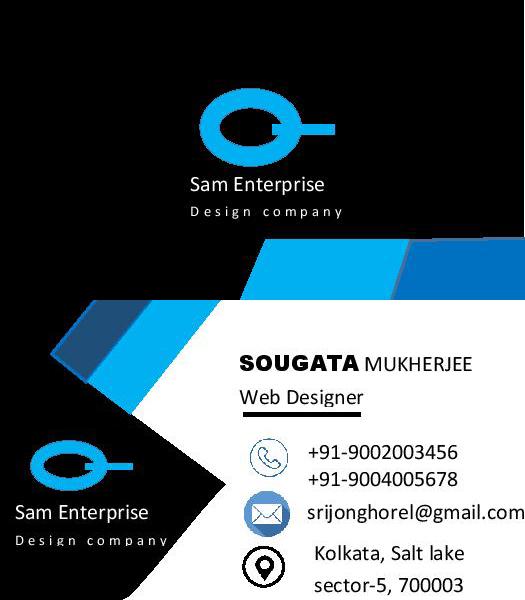 Sam Enterprise
Design company
SOUGATA MUKHERJEE
Web Designer
+91-9002003456
+91-9004005678
srijonghorel@gmail.com
Kolkata, Salt lake
sector-5, 700003
Sam Enterprise
Design company